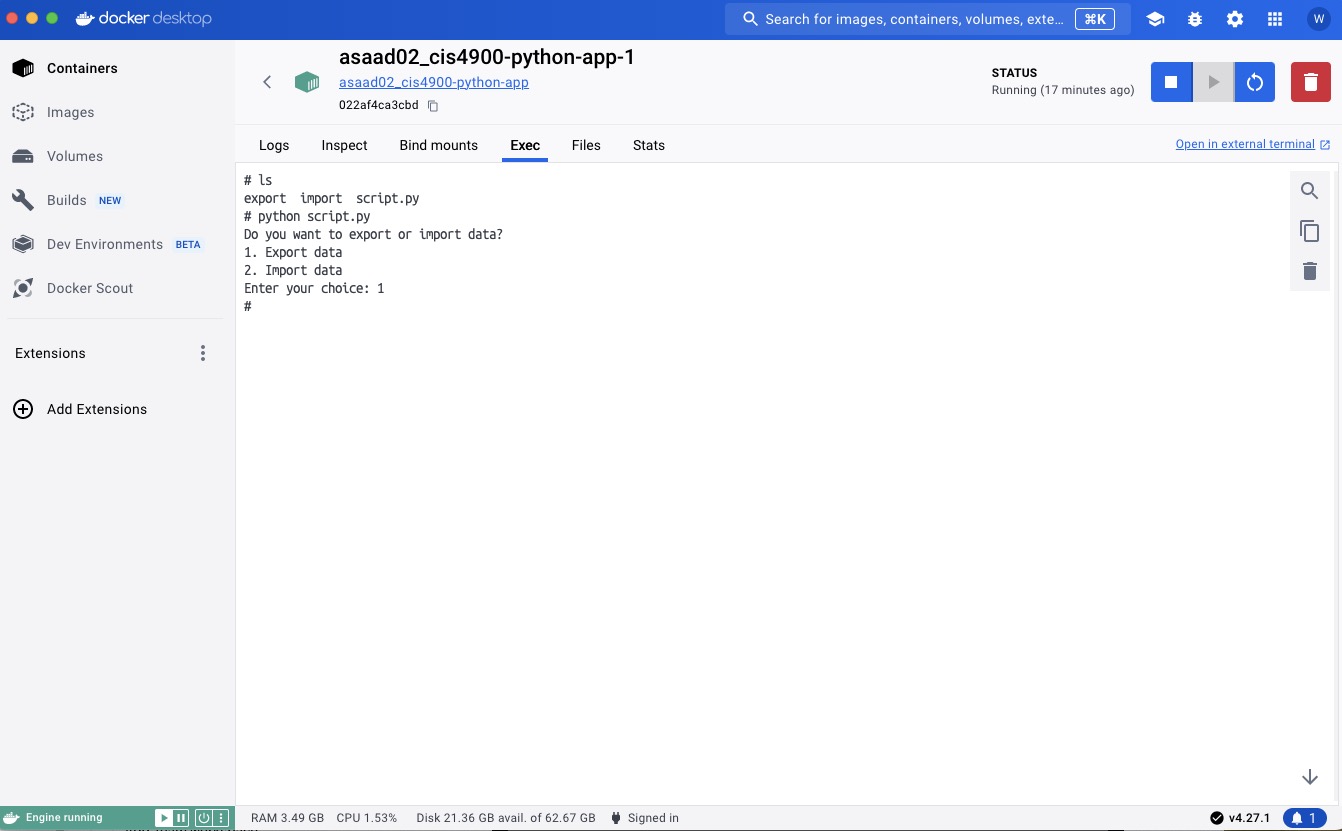 docker desktop
Search for images, containers, volumes, exte...
⌘K
W
Containers
Images
Volumes
Builds NEW
Dev Environments BETA
Docker Scout
Extensions
Add Extensions
asaad02_cis4900-python-app-1
asaad02_cis4900-python-app
022af4ca3cbd
STATUS
Running (17 minutes ago)
Logs Inspect Bind mounts Exec Files Stats
Open in external terminal
# ls
export  import  script.py
# python script.py
Do you want to export or import data?
1. Export data
2. Import data
Enter your choice: 1
#
Engine running
RAM 3.49 GB CPU 1.53% Disk 21.36 GB avail. of 62.67 GB Signed in
v4.27.1
1